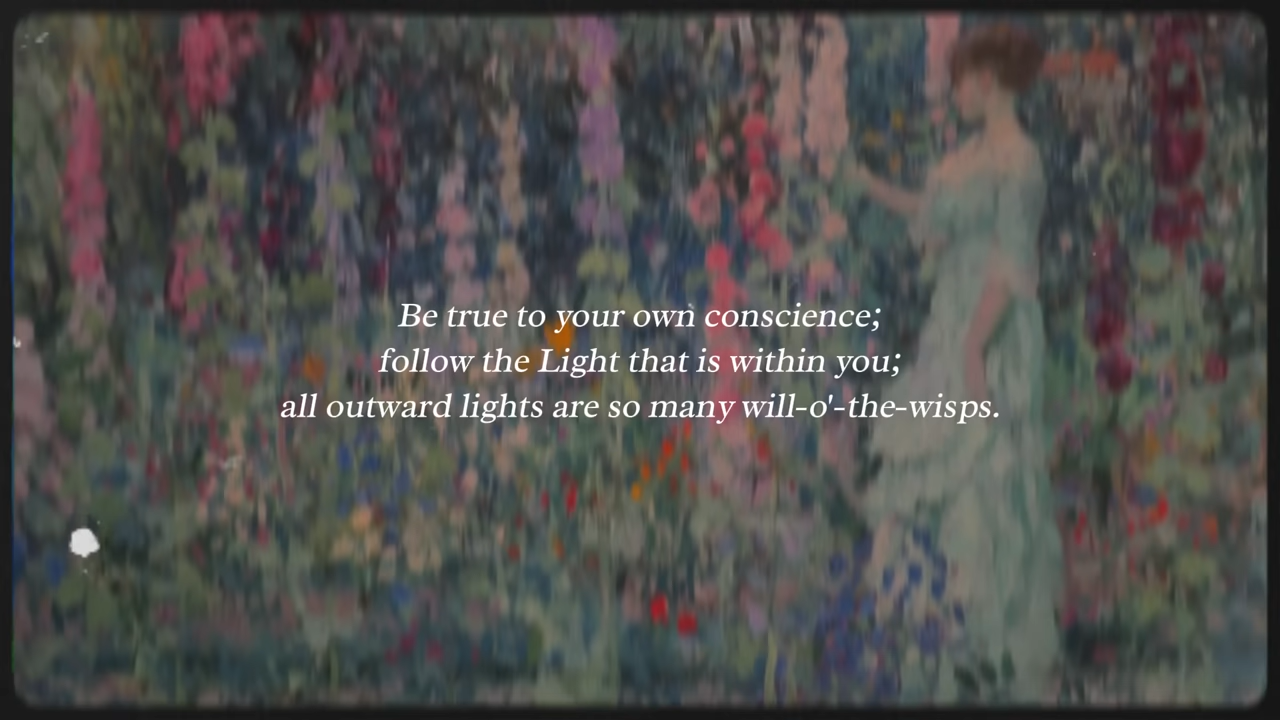 Be true to your own conscience;
follow the Light that is within you;
all outward lights are so many will-o'-the-wisps.